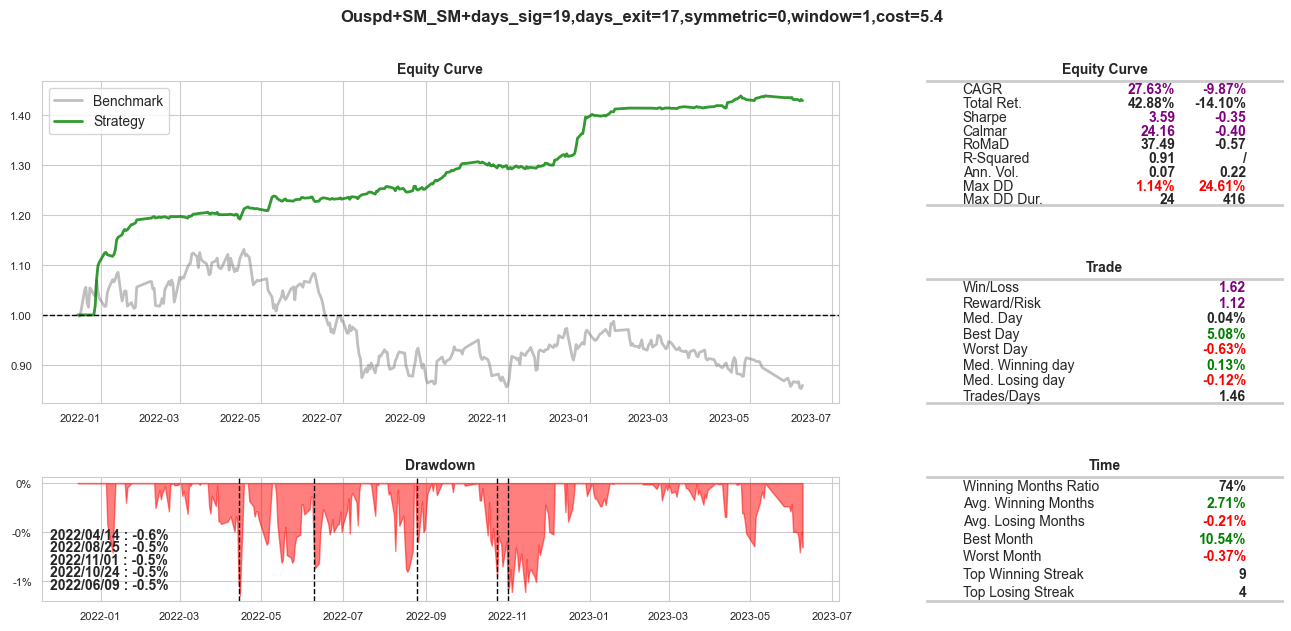 Ouspd+SM_SM+days_sig=19,days_exit=17,symmetric=0,window=1,cost=5.4
Equity Curve
Benchmark
Strategy
1.40
1.30
1.20
1.10
1.00
0.90
2022-01 2022-03 2022-05 2022-07 2022-09 2022-11 2023-01 2023-03 2023-05 2023-07
Equity Curve
CAGR 27.63% -9.87%
Total Ret. 42.88% -14.10%
Sharpe 3.59 -0.35
Calmar 24.16 -0.40
RoMaD 37.49 -0.57
R-Squared 0.91 /
Ann. Vol. 0.07 0.22
Max DD 1.14% 24.61%
Max DD Dur. 24 416
Trade
Win/Loss 1.62
Reward/Risk 1.12
Med. Day 0.04%
Best Day 5.08%
Worst Day -0.63%
Med. Winning day 0.13%
Med. Losing day -0.12%
Trades/Days 1.46
Drawdown
0%
-0%
-1%
2022/04/14 : -0.6%
2022/08/25 : -0.5%
2022/11/01 : -0.5%
2022/10/24 : -0.5%
2022/06/09 : -0.5%
2022-01 2022-03 2022-05 2022-07 2022-09 2022-11 2023-01 2023-03 2023-05 2023-07
Time
Winning Months Ratio 74%
Avg. Winning Months 2.71%
Avg. Losing Months -0.21%
Best Month 10.54%
Worst Month -0.37%
Top Winning Streak 9
Top Losing Streak 4